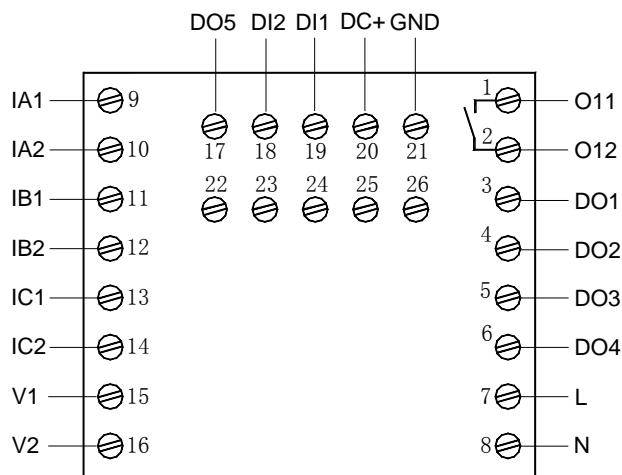 DO5 DI2 DI1 DC+ GND
IA1 9 1 O11
17 18 19 20 21
IA2 10 2 O12
22 23 24 25 26
IB1 11 3 DO1
IB2 12 4 DO2
IC1 13 5 DO3
IC2 14 6 DO4
V1 15 7 L
V2 16 8 N